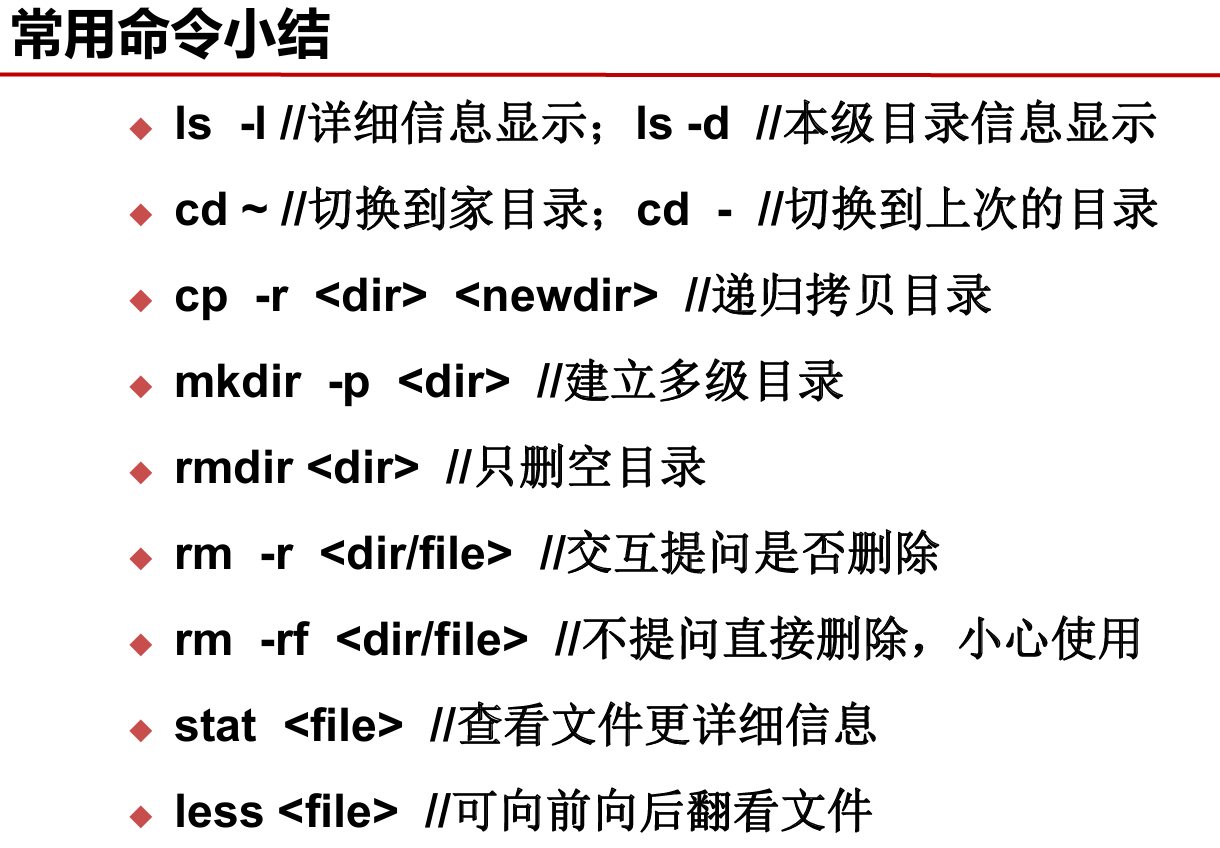 常用命令小结
◆ ls -l //详细信息显示；ls -d //本级目录信息显示
◆ cd ~ //切换到家目录；cd - //切换到上次的目录
◆ cp -r <dir> <newdir> //递归拷贝目录
◆ mkdir -p <dir> //建立多级目录
◆ rmdir <dir> //只删空目录
◆ rm -r <dir/file> //交互提问是否删除
◆ rm -rf <dir/file> //不提问直接删除，小心使用
◆ stat <file> //查看文件更详细信息
◆ less <file> //可向前向后翻看文件